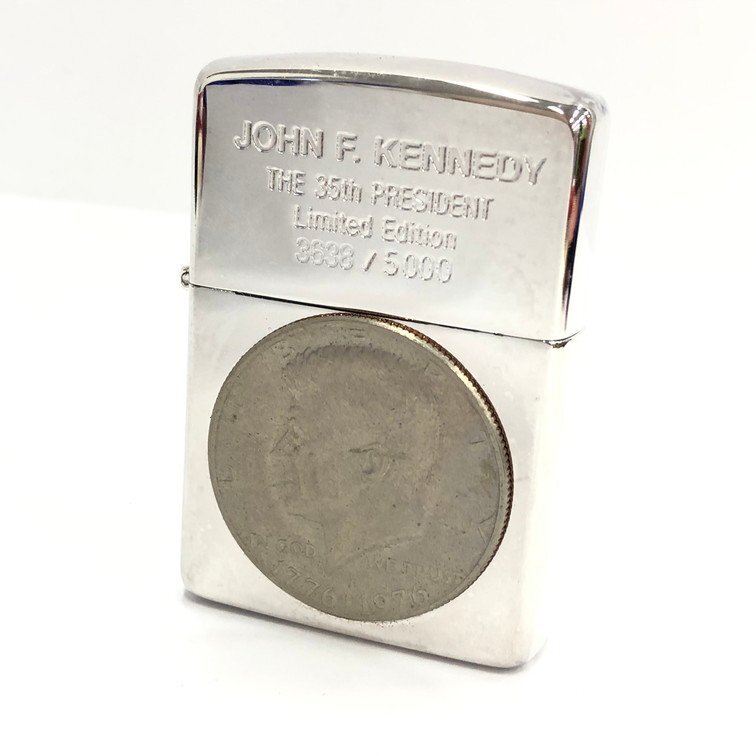 JOHN F. KENNEDY
THE 35th PRESIDENT
Limited Edition
3638 / 5000
IN GOD WE TRUST
1776 1976